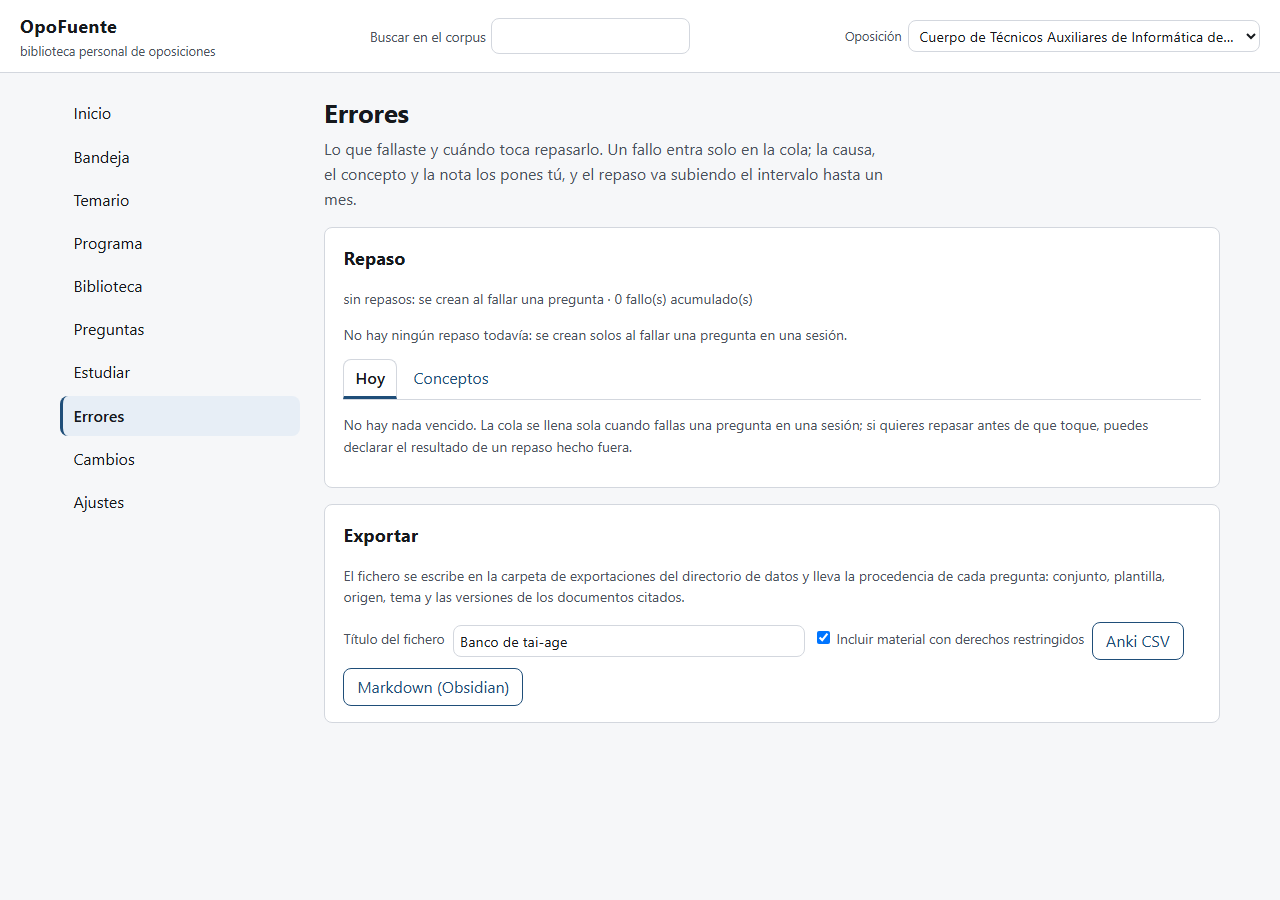 OpoFuente
biblioteca personal de oposiciones
Buscar en el corpus
Oposición
Cuerpo de Técnicos Auxiliares de Informática de...
Inicio
Bandeja
Temario
Programa
Biblioteca
Preguntas
Estudiar
Errores
Cambios
Ajustes
Errores
Lo que fallaste y cuándo toca repasarlo. Un fallo entra solo en la cola; la causa,
el concepto y la nota los pones tú, y el repaso va subiendo el intervalo hasta un
mes.
Repaso
sin repasos: se crean al fallar una pregunta · 0 fallo(s) acumulado(s)
No hay ningún repaso todavía: se crean solos al fallar una pregunta en una sesión.
Hoy Conceptos
No hay nada vencido. La cola se llena sola cuando fallas una pregunta en una sesión; si quieres repasar antes de que toque, puedes
declarar el resultado de un repaso hecho fuera.
Exportar
El fichero se escribe en la carpeta de exportaciones del directorio de datos y lleva la procedencia de cada pregunta: conjunto, plantilla,
origen, tema y las versiones de los documentos citados.
Título del fichero Banco de tai-age Incluir material con derechos restringidos Anki CSV
Markdown (Obsidian)